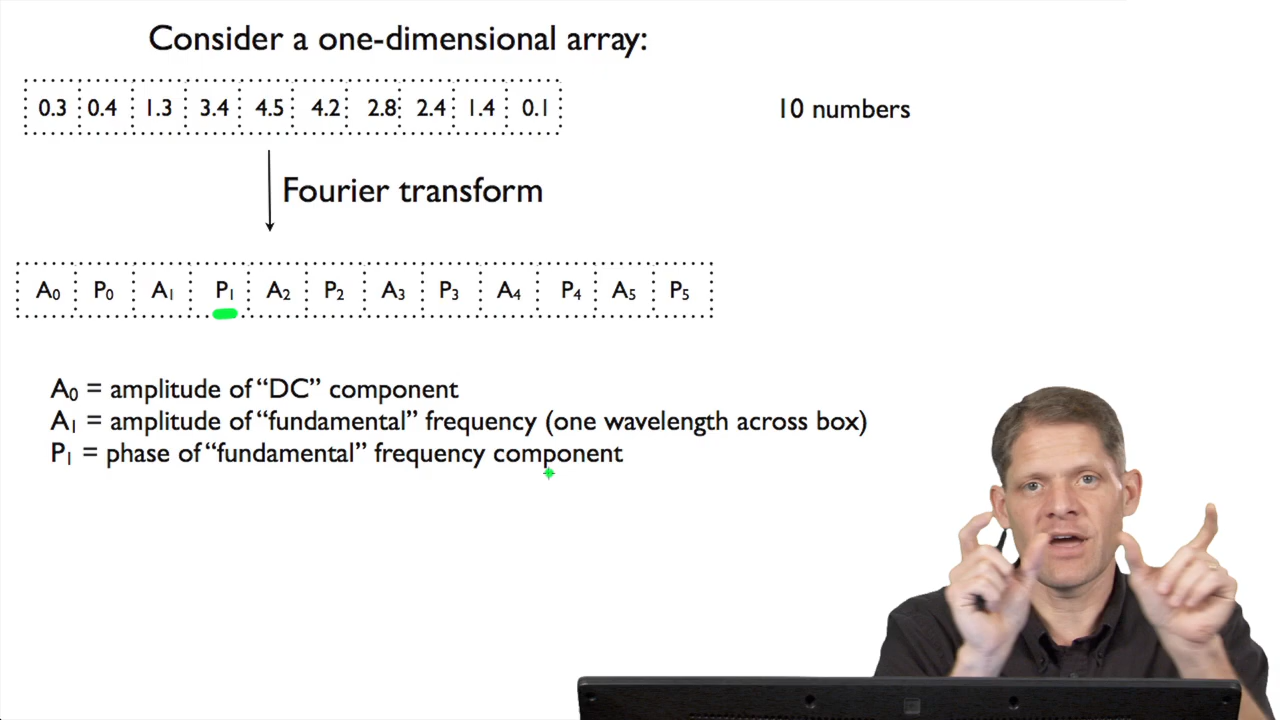 Consider a one-dimensional array:
0.3 0.4 1.3 3.4 4.5 4.2 2.8 2.4 1.4 0.1
10 numbers
Fourier transform
A₀ P₀ A₁ P₁ A₂ P₂ A₃ P₃ A₄ P₄ A₅ P₅
A₀ = amplitude of “DC” component
A₁ = amplitude of “fundamental” frequency (one wavelength across box)
P₁ = phase of “fundamental” frequency component